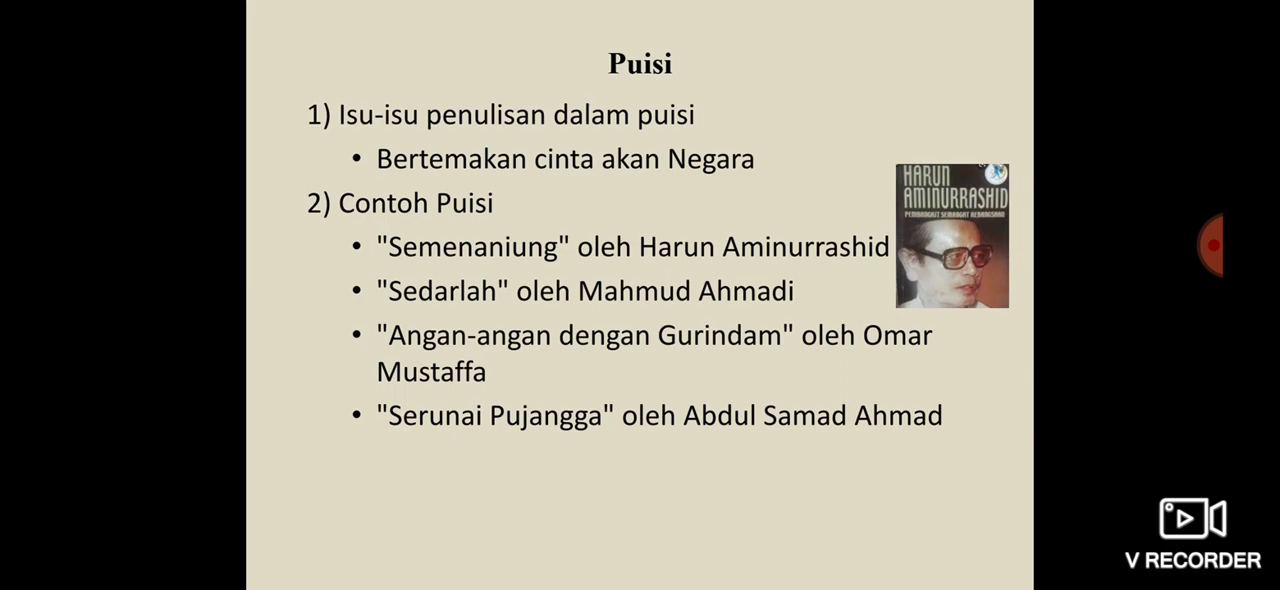 Puisi
1) Isu-isu penulisan dalam puisi
• Bertemakan cinta akan Negara
2) Contoh Puisi
• "Semenaniung" oleh Harun Aminurrashid
• "Sedarlah" oleh Mahmud Ahmadi
• "Angan-angan dengan Gurindam" oleh Omar
Mustaffa
• "Serunai Pujangga" oleh Abdul Samad Ahmad
HARUN
AMINURRASHID
PEMBANGKIT SEMANGAT KEBANGSAAN
V RECORDER